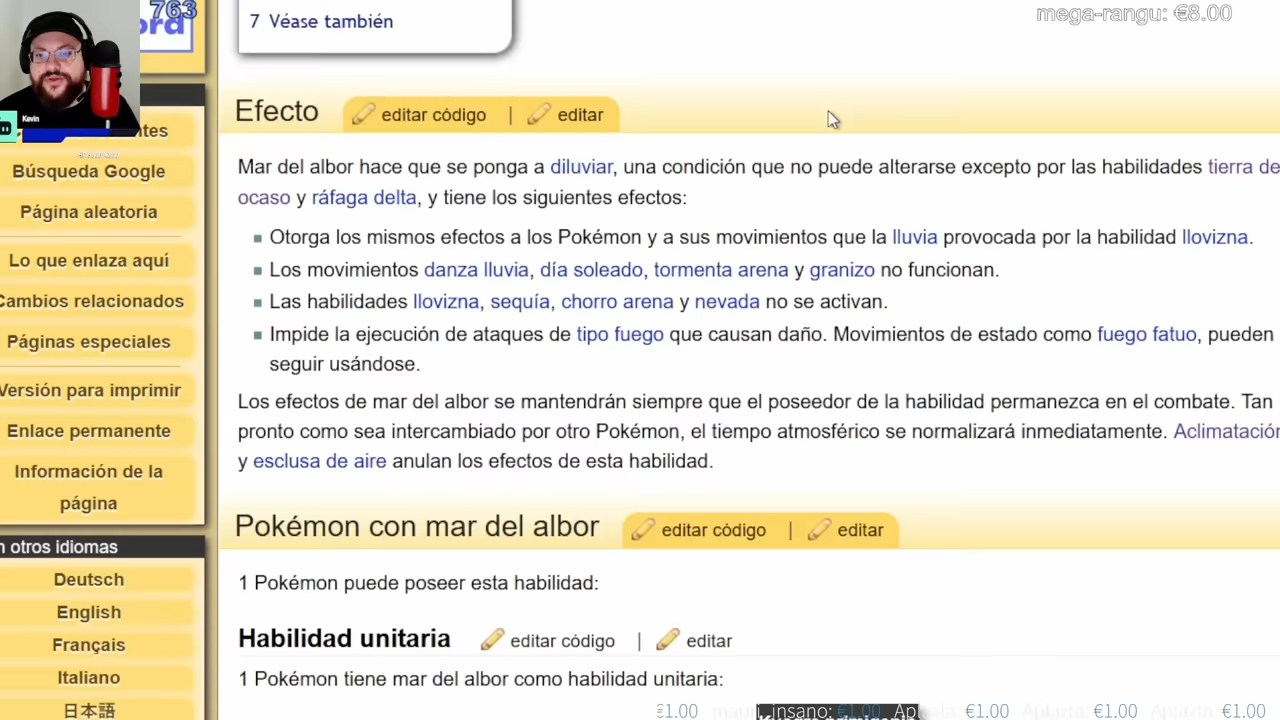 763
ord
mega-rangu: €8.00
7 Véase también
Kevin
ntes
Búsqueda Google
Página aleatoria
Lo que enlaza aquí
Cambios relacionados
Páginas especiales
Versión para imprimir
Enlace permanente
Información de la
página
n otros idiomas
Deutsch
English
Français
Italiano
日本語
Efecto editar código | editar
Mar del albor hace que se ponga a diluviar, una condición que no puede alterarse excepto por las habilidades tierra de
ocaso y ráfaga delta, y tiene los siguientes efectos:
Otorga los mismos efectos a los Pokémon y a sus movimientos que la lluvia provocada por la habilidad llovizna.
Los movimientos danza lluvia, día soleado, tormenta arena y granizo no funcionan.
Las habilidades llovizna, sequía, chorro arena y nevada no se activan.
Impide la ejecución de ataques de tipo fuego que causan daño. Movimientos de estado como fuego fatuo, pueden
seguir usándose.
Los efectos de mar del albor se mantendrán siempre que el poseedor de la habilidad permanezca en el combate. Tan
pronto como sea intercambiado por otro Pokémon, el tiempo atmosférico se normalizará inmediatamente. Aclimatación
y esclusa de aire anulan los efectos de esta habilidad.
Pokémon con mar del albor editar código | editar
1 Pokémon puede poseer esta habilidad:
Habilidad unitaria editar código | editar
1 Pokémon tiene mar del albor como habilidad unitaria:
€1.00 insano: €1.00 €1.00 €1.00 €1.00